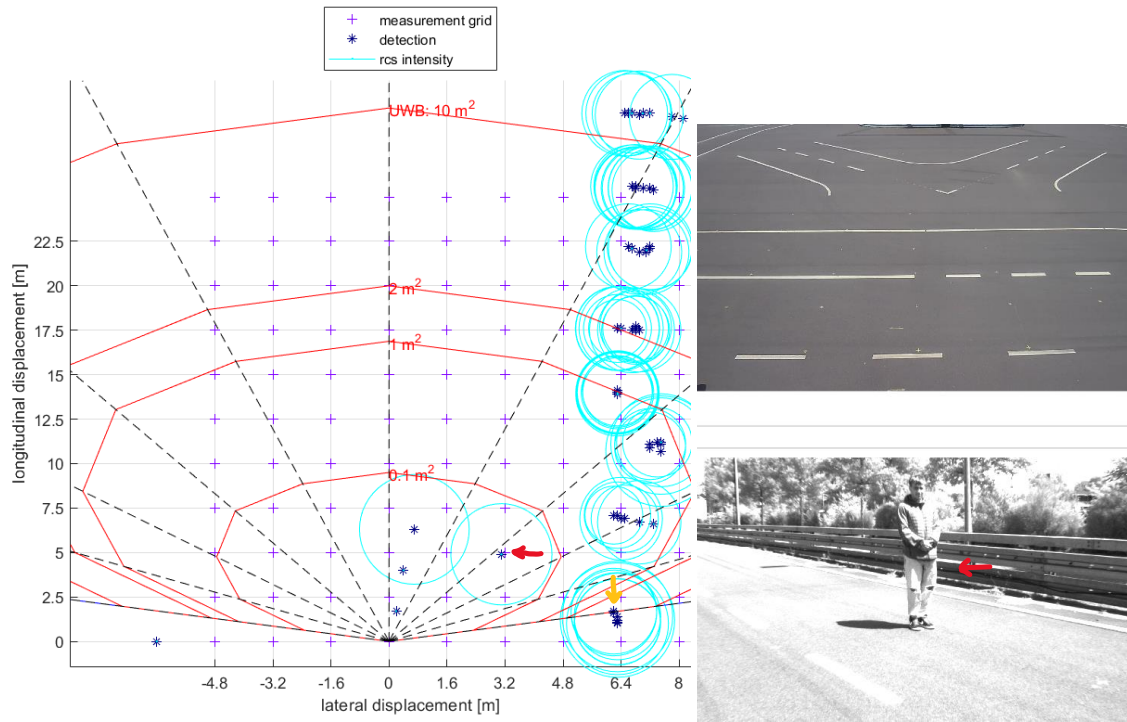 measurement grid
detection
rcs intensity
UWB: 10 m²
2 m²
1 m²
0.1 m²
22.5
20
17.5
15
12.5
10
7.5
5
2.5
0
longitudinal displacement [m]
-4.8
-3.2
-1.6
0
1.6
3.2
4.8
6.4
8
lateral displacement [m]